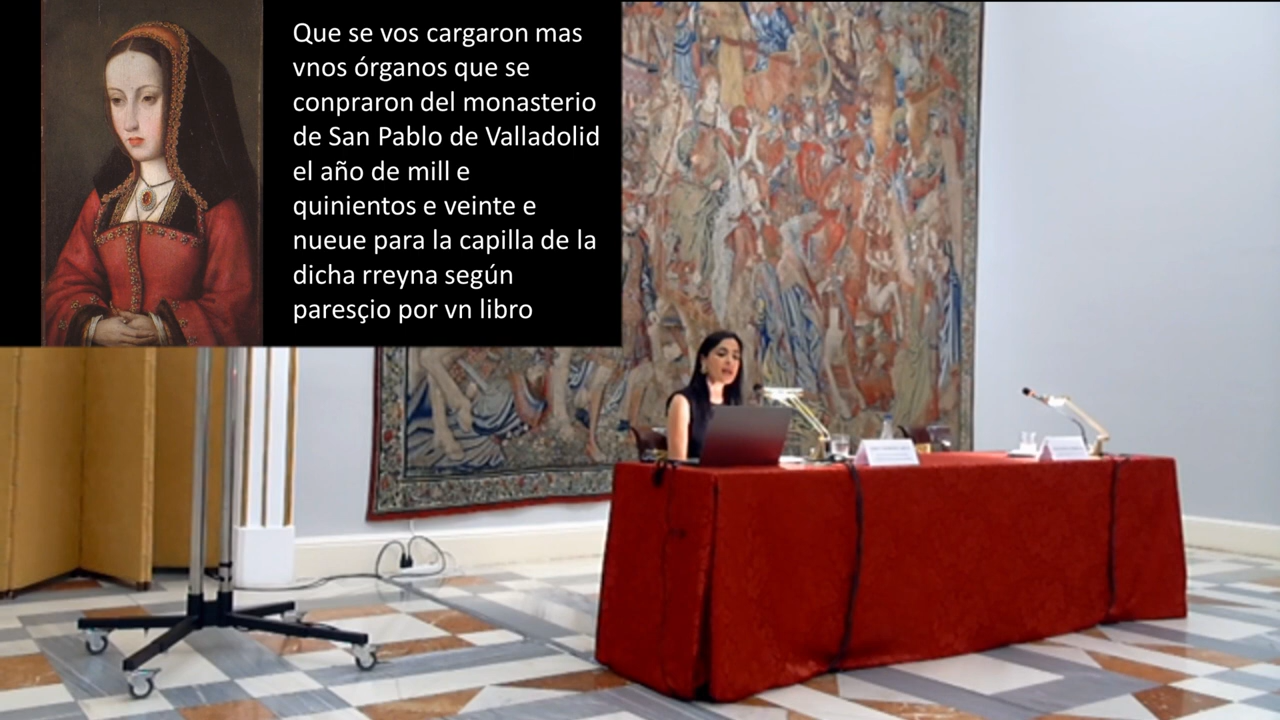 Que se vos cargaron mas
vnos órganos que se
conpraron del monasterio
de San Pablo de Valladolid
el año de mill e
quinientos e veinte e
nueue para la capilla de la
dicha rreyna según
paresçio por vn libro